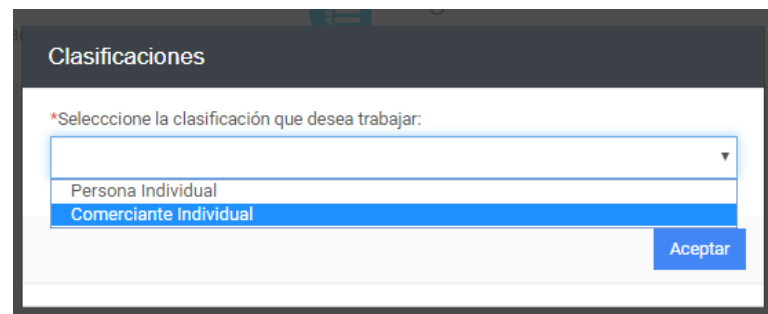 Clasificaciones
*Selecccione la clasificación que desea trabajar:
Persona Individual
Comerciante Individual
Aceptar